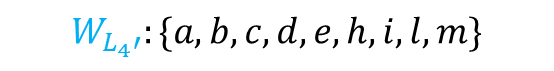 W_{L_4'}: {a, b, c, d, e, h, i, l, m}